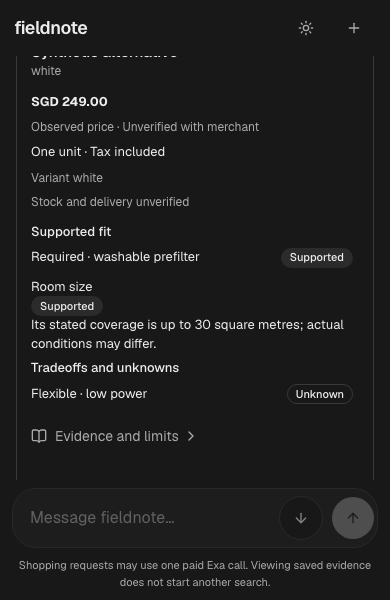 fieldnote
Synthetic alternative
white
SGD 249.00
Observed price · Unverified with merchant
One unit · Tax included
Variant white
Stock and delivery unverified
Supported fit
Required · washable prefilter
Supported
Room size
Supported
Its stated coverage is up to 30 square metres; actual
conditions may differ.
Tradeoffs and unknowns
Flexible · low power
Unknown
Evidence and limits
Message fieldnote...
Shopping requests may use one paid Exa call. Viewing saved evidence
does not start another search.